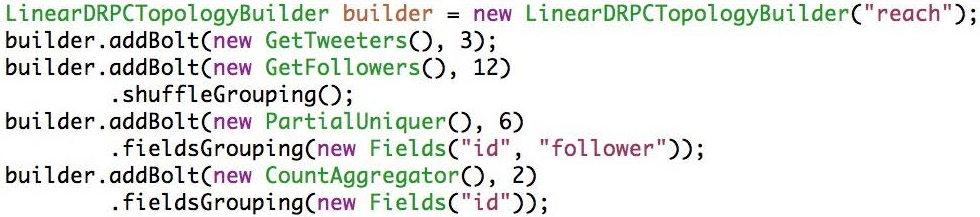 LinearDRPCTopologyBuilder builder = new LinearDRPCTopologyBuilder("reach");
builder.addBolt(new GetTweeters(), 3);
builder.addBolt(new GetFollowers(), 12)
        .shuffleGrouping();
builder.addBolt(new PartialUniquer(), 6)
        .fieldsGrouping(new Fields("id", "follower"));
builder.addBolt(new CountAggregator(), 2)
        .fieldsGrouping(new Fields("id"));